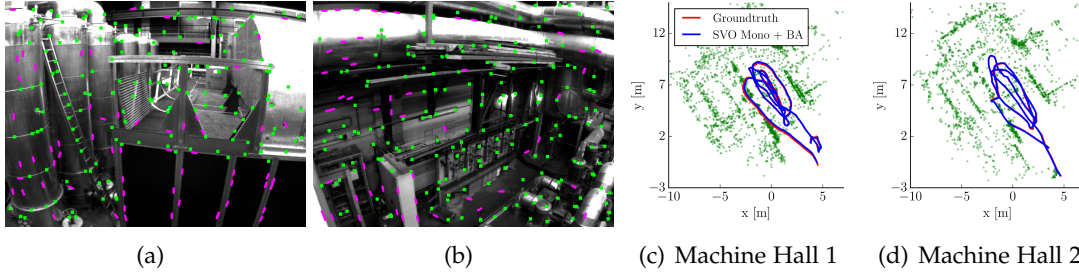 Groundtruth
SVO Mono + BA
y [m]
12
7
2
−3
−10
−5
0
5
x [m]
y [m]
12
7
2
−3
−10
−5
0
5
x [m]
(a)
(b)
(c) Machine Hall 1
(d) Machine Hall 2